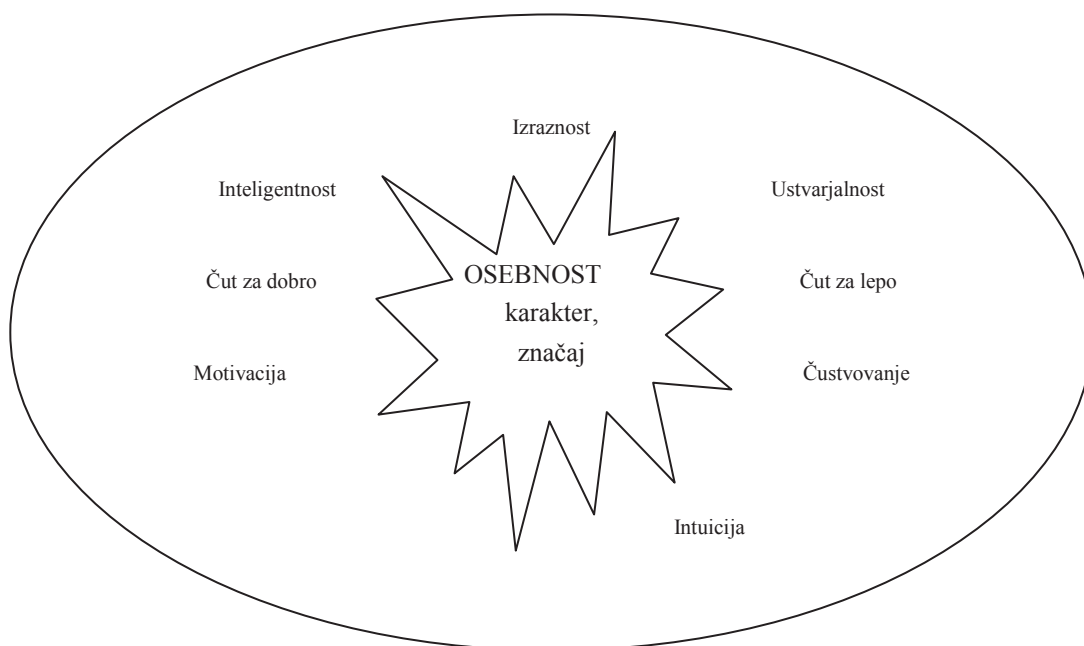 Izraznost
Inteligentnost
Ustvarjalnost
OSEBNOST
karakter,
značaj
Čut za dobro
Čut za lepo
Motivacija
Čustvovanje
Intuicija